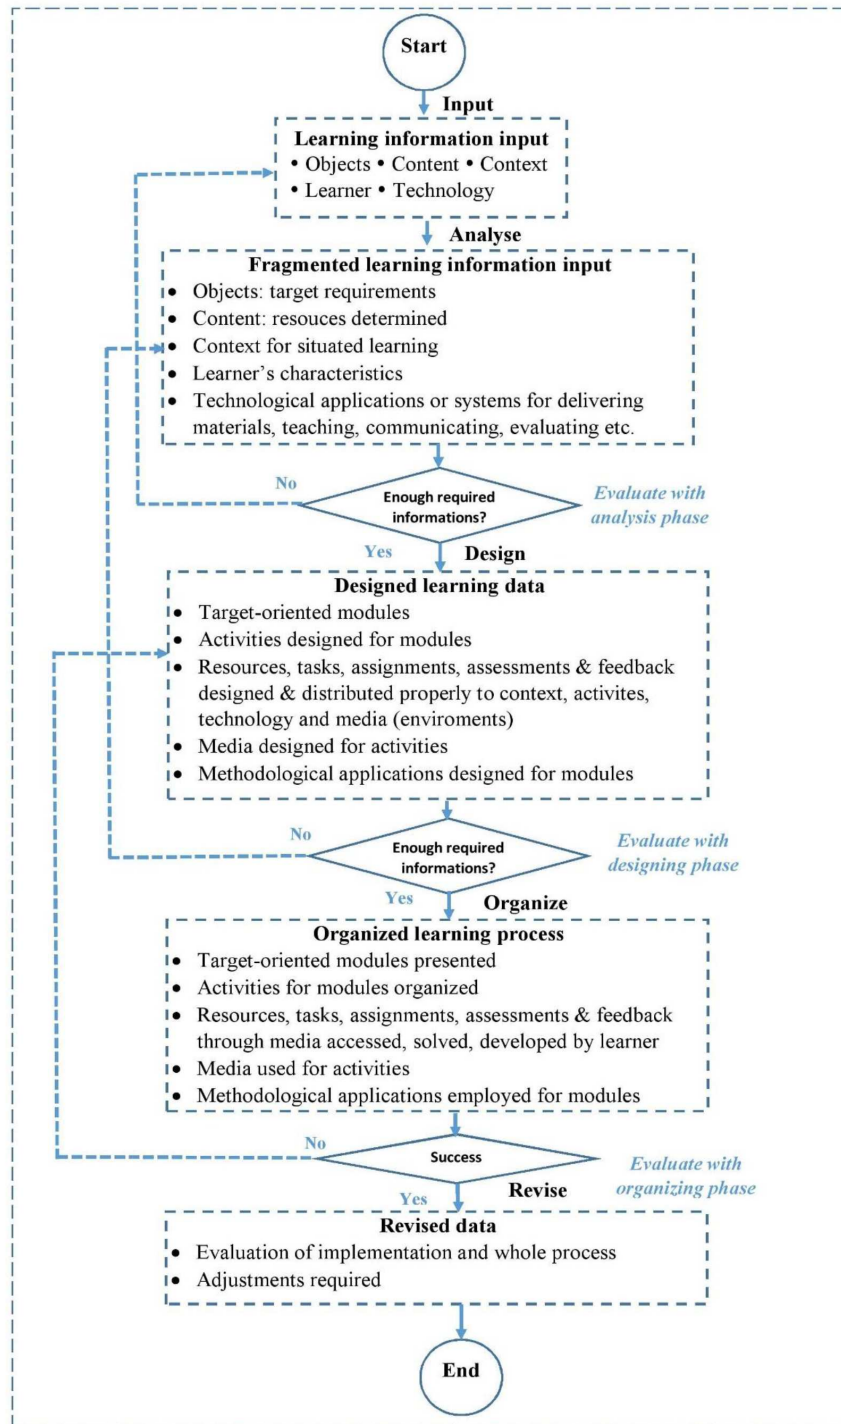 Start
Input
Learning information input
• Objects • Content • Context
• Learner • Technology
Analyse
Fragmented learning information input
• Objects: target requirements
• Content: resouces determined
• Context for situated learning
• Learner's characteristics
• Technological applications or systems for delivering
materials, teaching, communicating, evaluating etc.
No
Enough required
informations?
Evaluate with
analysis phase
Yes
Design
Designed learning data
• Target-oriented modules
• Activities designed for modules
• Resources, tasks, assignments, assessments & feedback
designed & distributed properly to context, activites,
technology and media (enviroments)
• Media designed for activities
• Methodological applications designed for modules
No
Enough required
informations?
Evaluate with
designing phase
Yes
Organize
Organized learning process
• Target-oriented modules presented
• Activities for modules organized
• Resources, tasks, assignments, assessments & feedback
through media accessed, solved, developed by learner
• Media used for activities
• Methodological applications employed for modules
No
Success
Evaluate with
organizing phase
Yes
Revise
Revised data
• Evaluation of implementation and whole process
• Adjustments required
End